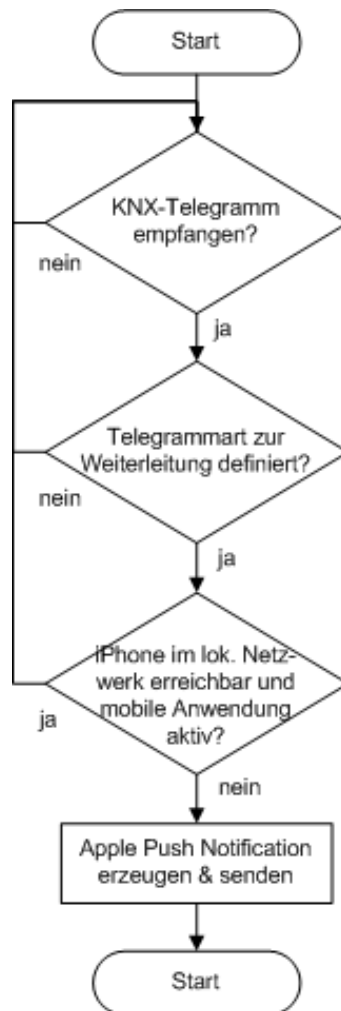 Start
KNX-Telegramm
empfangen?
nein
ja
Telegrammart zur
Weiterleitung definiert?
nein
ja
iPhone im lok. Netz-
werk erreichbar und
mobile Anwendung
aktiv?
ja
nein
Apple Push Notification
erzeugen & senden
Start